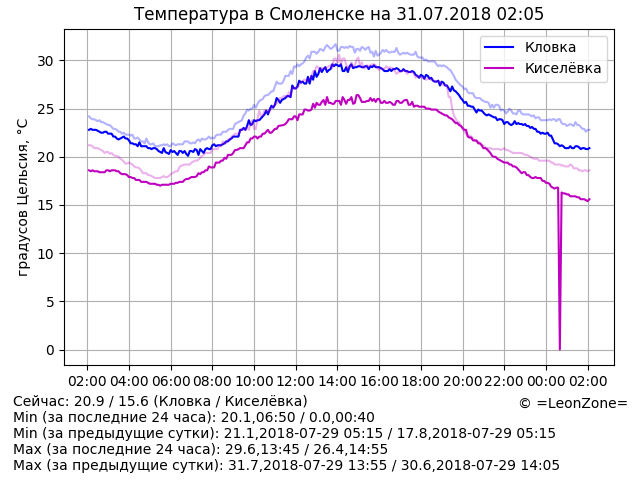 Температура в Смоленске на 31.07.2018 02:05
Кловка
Киселёвка
градусов Цельсия, °C
30
25
20
15
10
5
0
02:00 04:00 06:00 08:00 10:00 12:00 14:00 16:00 18:00 20:00 22:00 00:00 02:00
Сейчас: 20.9 / 15.6 (Кловка / Киселёвка)
© =LeonZone=
Min (за последние 24 часа): 20.1,06:50 / 0.0,00:40
Min (за предыдущие сутки): 21.1,2018-07-29 05:15 / 17.8,2018-07-29 05:15
Max (за последние 24 часа): 29.6,13:45 / 26.4,14:55
Max (за предыдущие сутки): 31.7,2018-07-29 13:55 / 30.6,2018-07-29 14:05